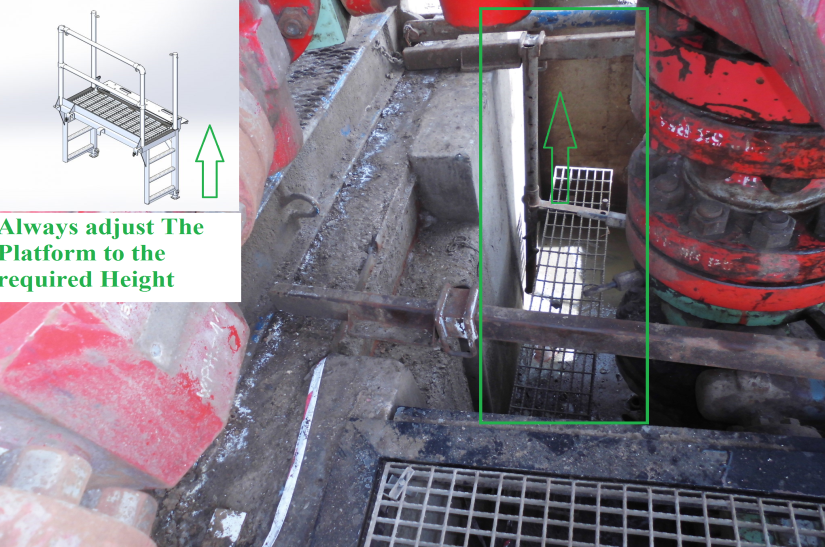 Always adjust The
Platform to the
required Height